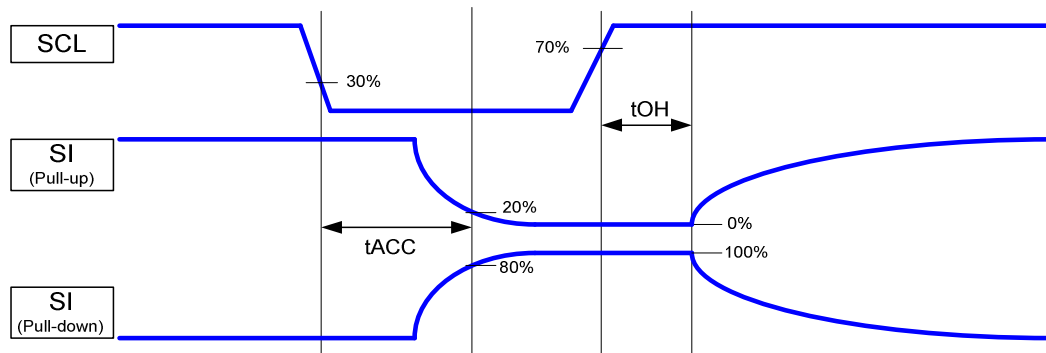 SCL
30%
70%
tOH
SI
(Pull-up)
20%
0%
tACC
80%
100%
SI
(Pull-down)